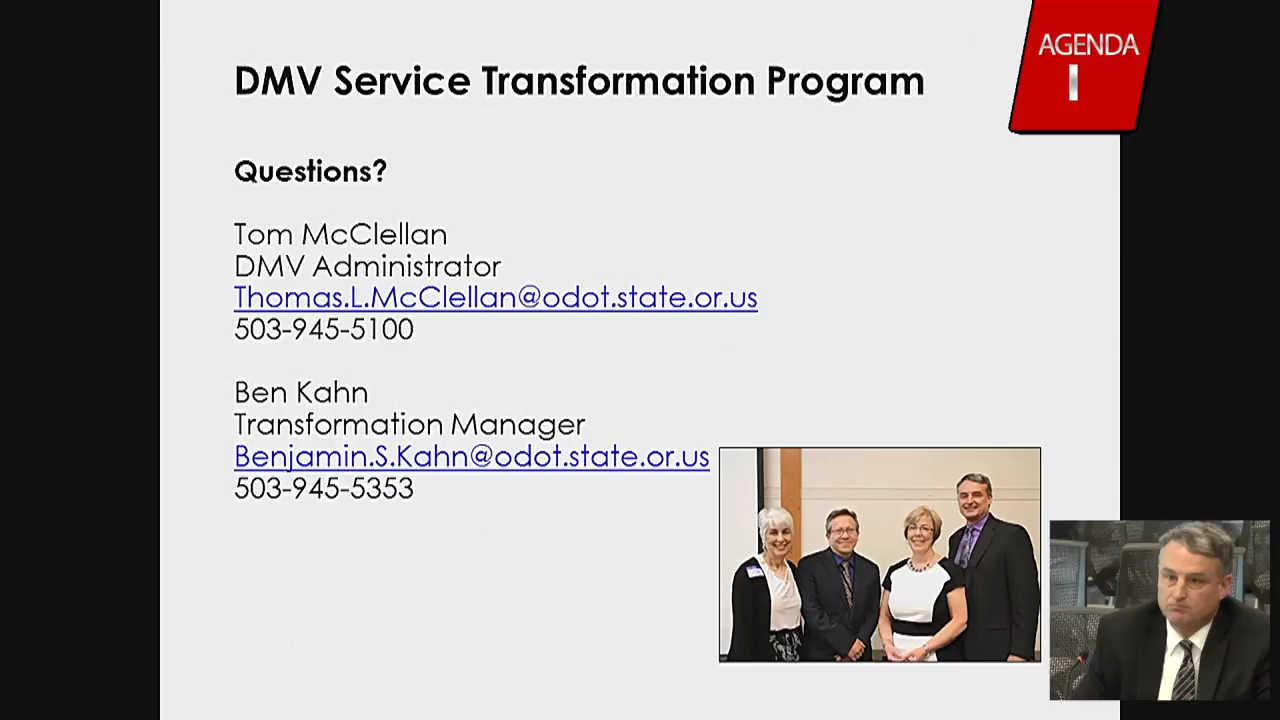 AGENDA
I
DMV Service Transformation Program
Questions?
Tom McClellan
DMV Administrator
Thomas.L.McClellan@odot.state.or.us
503-945-5100
Ben Kahn
Transformation Manager
Benjamin.S.Kahn@odot.state.or.us
503-945-5353